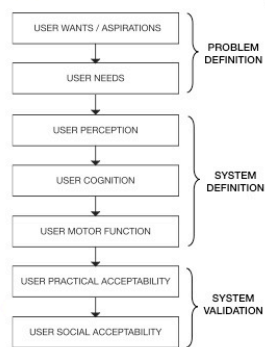 USER WANTS / ASPIRATIONS
USER NEEDS
PROBLEM
DEFINITION
USER PERCEPTION
USER COGNITION
USER MOTOR FUNCTION
SYSTEM
DEFINITION
USER PRACTICAL ACCEPTABILITY
USER SOCIAL ACCEPTABILITY
SYSTEM
VALIDATION